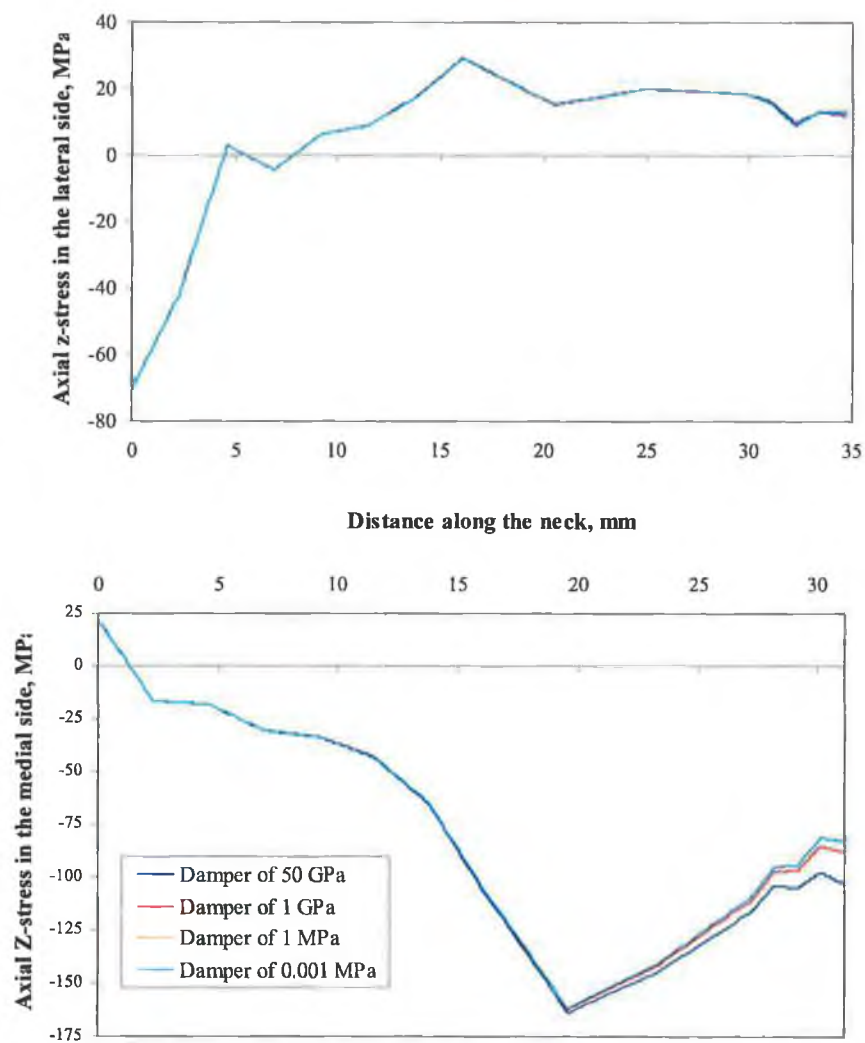 Axial z-stress in the lateral side, MPa
40
20
0
-20
-40
-60
-80
0 5 10 15 20 25 30 35
Distance along the neck, mm
0 5 10 15 20 25 30
Axial Z-stress in the medial side, MP:
25
0
-25
-50
-75
-100
-125
-150
-175
Damper of 50 GPa
Damper of 1 GPa
Damper of 1 MPa
Damper of 0.001 MPa